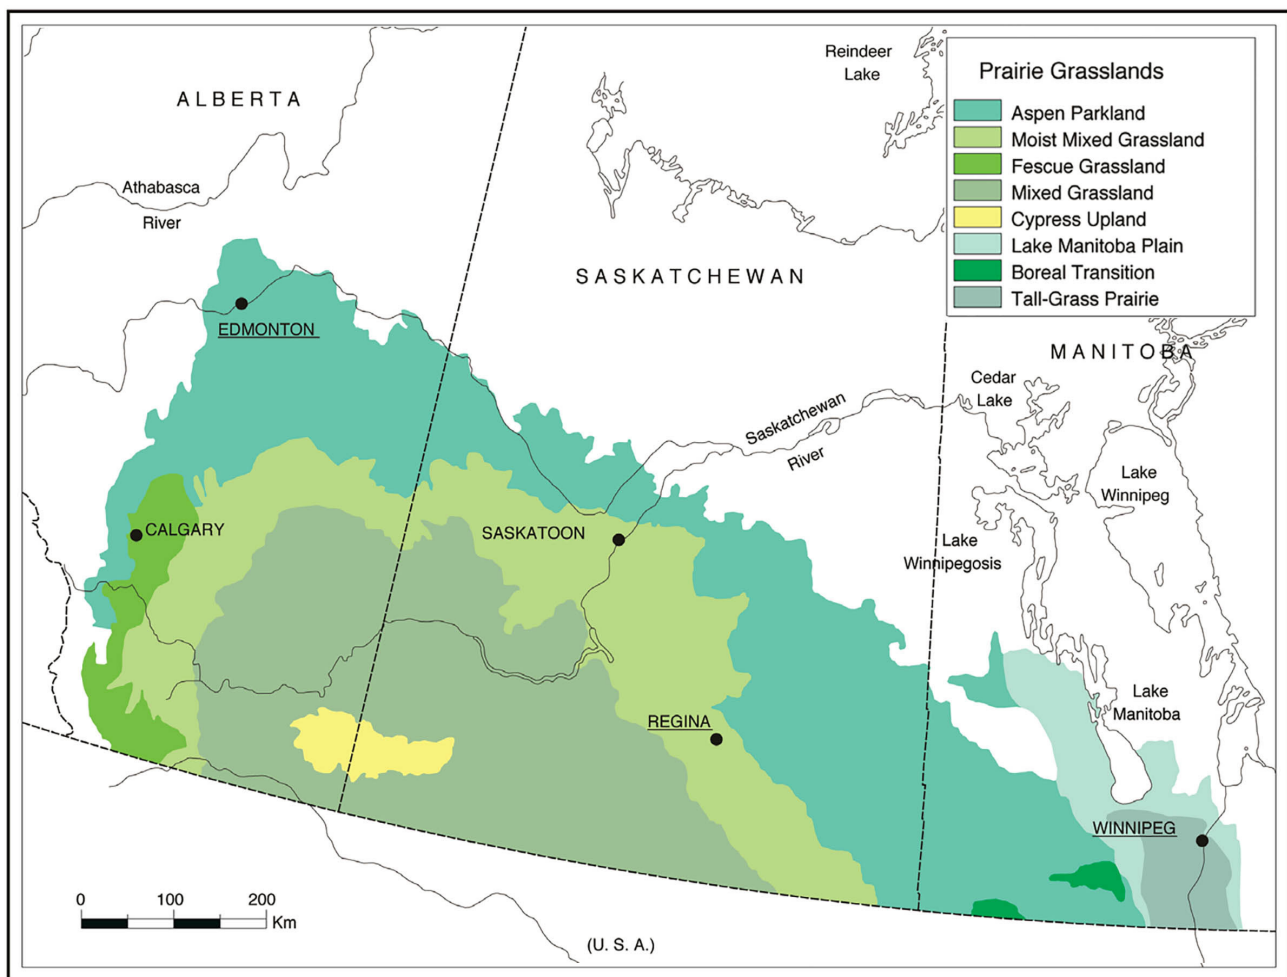 ALBERTA
Reindeer
Lake
Prairie Grasslands
Aspen Parkland
Moist Mixed Grassland
Fescue Grassland
Mixed Grassland
Cypress Upland
Lake Manitoba Plain
Boreal Transition
Tall-Grass Prairie
Athabasca
River
SASKATCHEWAN
EDMONTON
MANITOBA
Cedar
Lake
Saskatchewan
River
Lake
Winnipeg
CALGARY
SASKATOON
Lake
Winnipegosis
Lake
Manitoba
REGINA
WINNIPEG
0 100 200
Km
(U. S. A.)